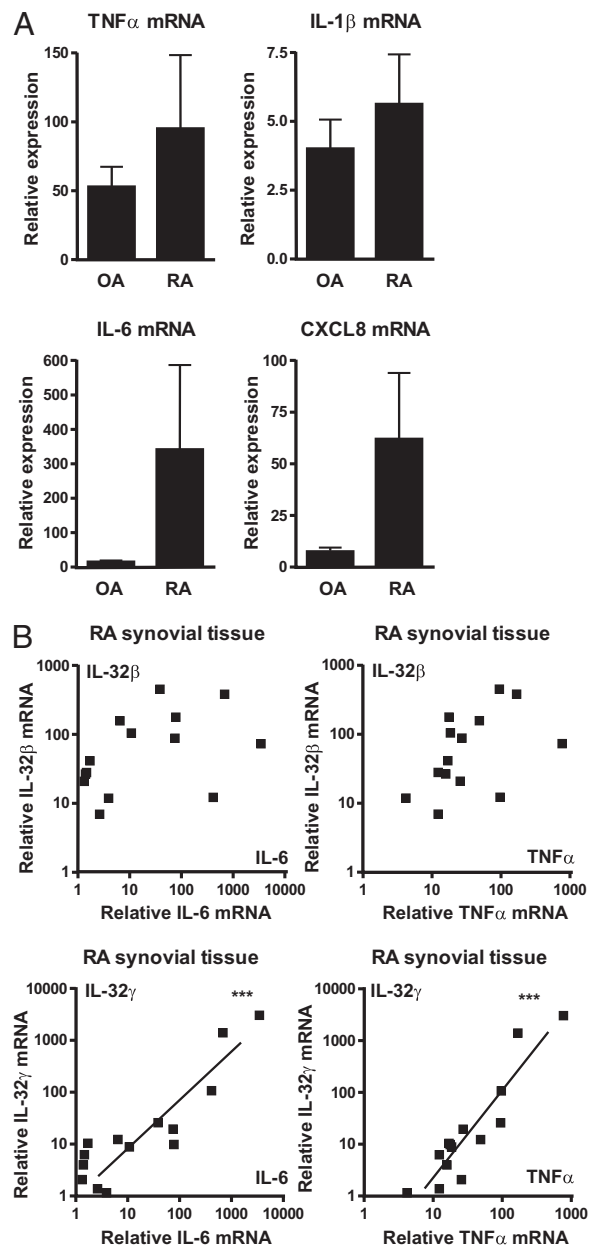 A
TNFα mRNA
Relative expression
150
100
50
0
OA RA
IL-1β mRNA
Relative expression
7.5
5.0
2.5
0.0
OA RA
IL-6 mRNA
Relative expression
600
500
400
300
200
100
0
OA RA
CXCL8 mRNA
Relative expression
100
75
50
25
0
OA RA
B
RA synovial tissue
IL-32β
Relative IL-32β mRNA
1000
100
10
1
IL-6
1 10 100 1000 10000
Relative IL-6 mRNA
RA synovial tissue
IL-32β
Relative IL-32β mRNA
1000
100
10
1
TNFα
1 10 100 1000
Relative TNFα mRNA
RA synovial tissue
IL-32γ
***
Relative IL-32γ mRNA
10000
1000
100
10
1
IL-6
1 10 100 1000 10000
Relative IL-6 mRNA
RA synovial tissue
IL-32γ
***
Relative IL-32γ mRNA
10000
1000
100
10
1
TNFα
1 10 100 1000
Relative TNFα mRNA